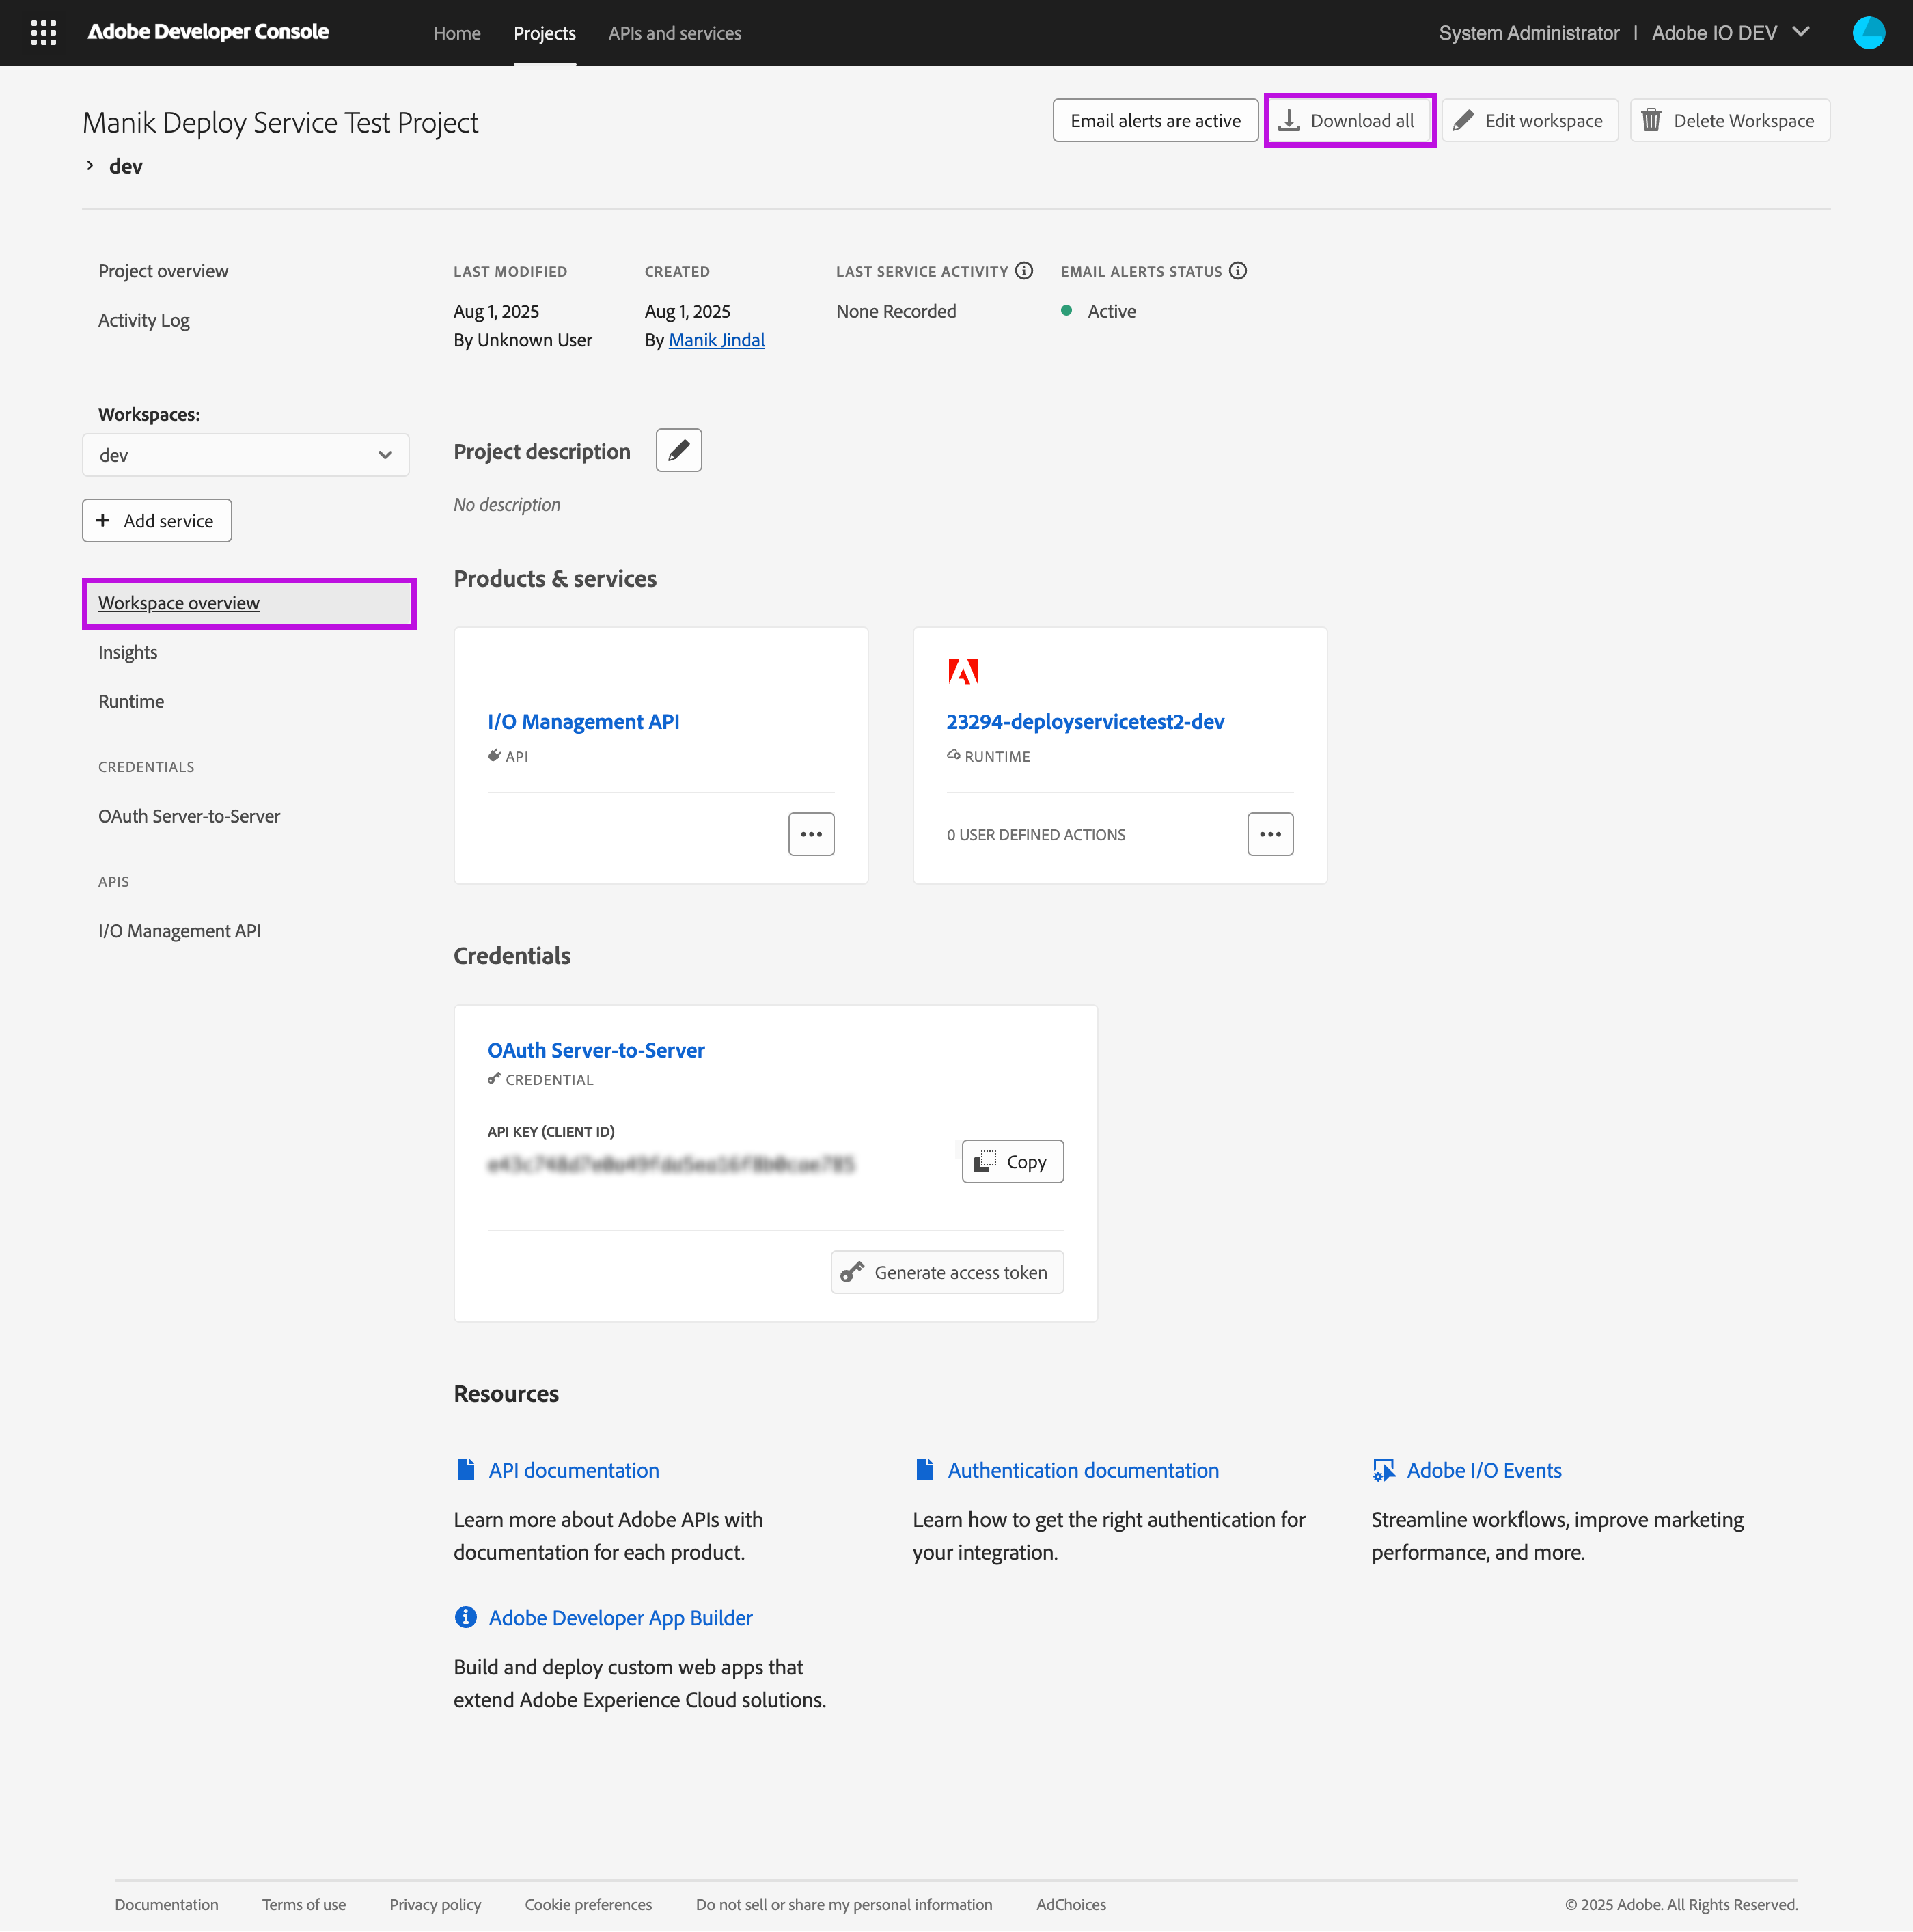 Adobe Developer Console
Home
Projects
APIs and services
System Administrator | Adobe IO DEV
Manik Deploy Service Test Project
dev
Email alerts are active
Download all
Edit workspace
Delete Workspace
Project overview
Activity Log
Workspaces:
dev
Add service
Workspace overview
Insights
Runtime
CREDENTIALS
OAuth Server-to-Server
APIS
I/O Management API
LAST MODIFIED
Aug 1, 2025
By Unknown User
CREATED
Aug 1, 2025
By Manik Jindal
LAST SERVICE ACTIVITY
None Recorded
EMAIL ALERTS STATUS
Active
Project description
No description
Products & services
I/O Management API
API
23294-deployservicetest2-dev
RUNTIME
0 USER DEFINED ACTIONS
Credentials
OAuth Server-to-Server
CREDENTIAL
API KEY (CLIENT ID)
Copy
Generate access token
Resources
API documentation
Learn more about Adobe APIs with
documentation for each product.
Authentication documentation
Learn how to get the right authentication for
your integration.
Adobe I/O Events
Streamline workflows, improve marketing
performance, and more.
Adobe Developer App Builder
Build and deploy custom web apps that
extend Adobe Experience Cloud solutions.
Documentation
Terms of use
Privacy policy
Cookie preferences
Do not sell or share my personal information
AdChoices
© 2025 Adobe. All Rights Reserved.